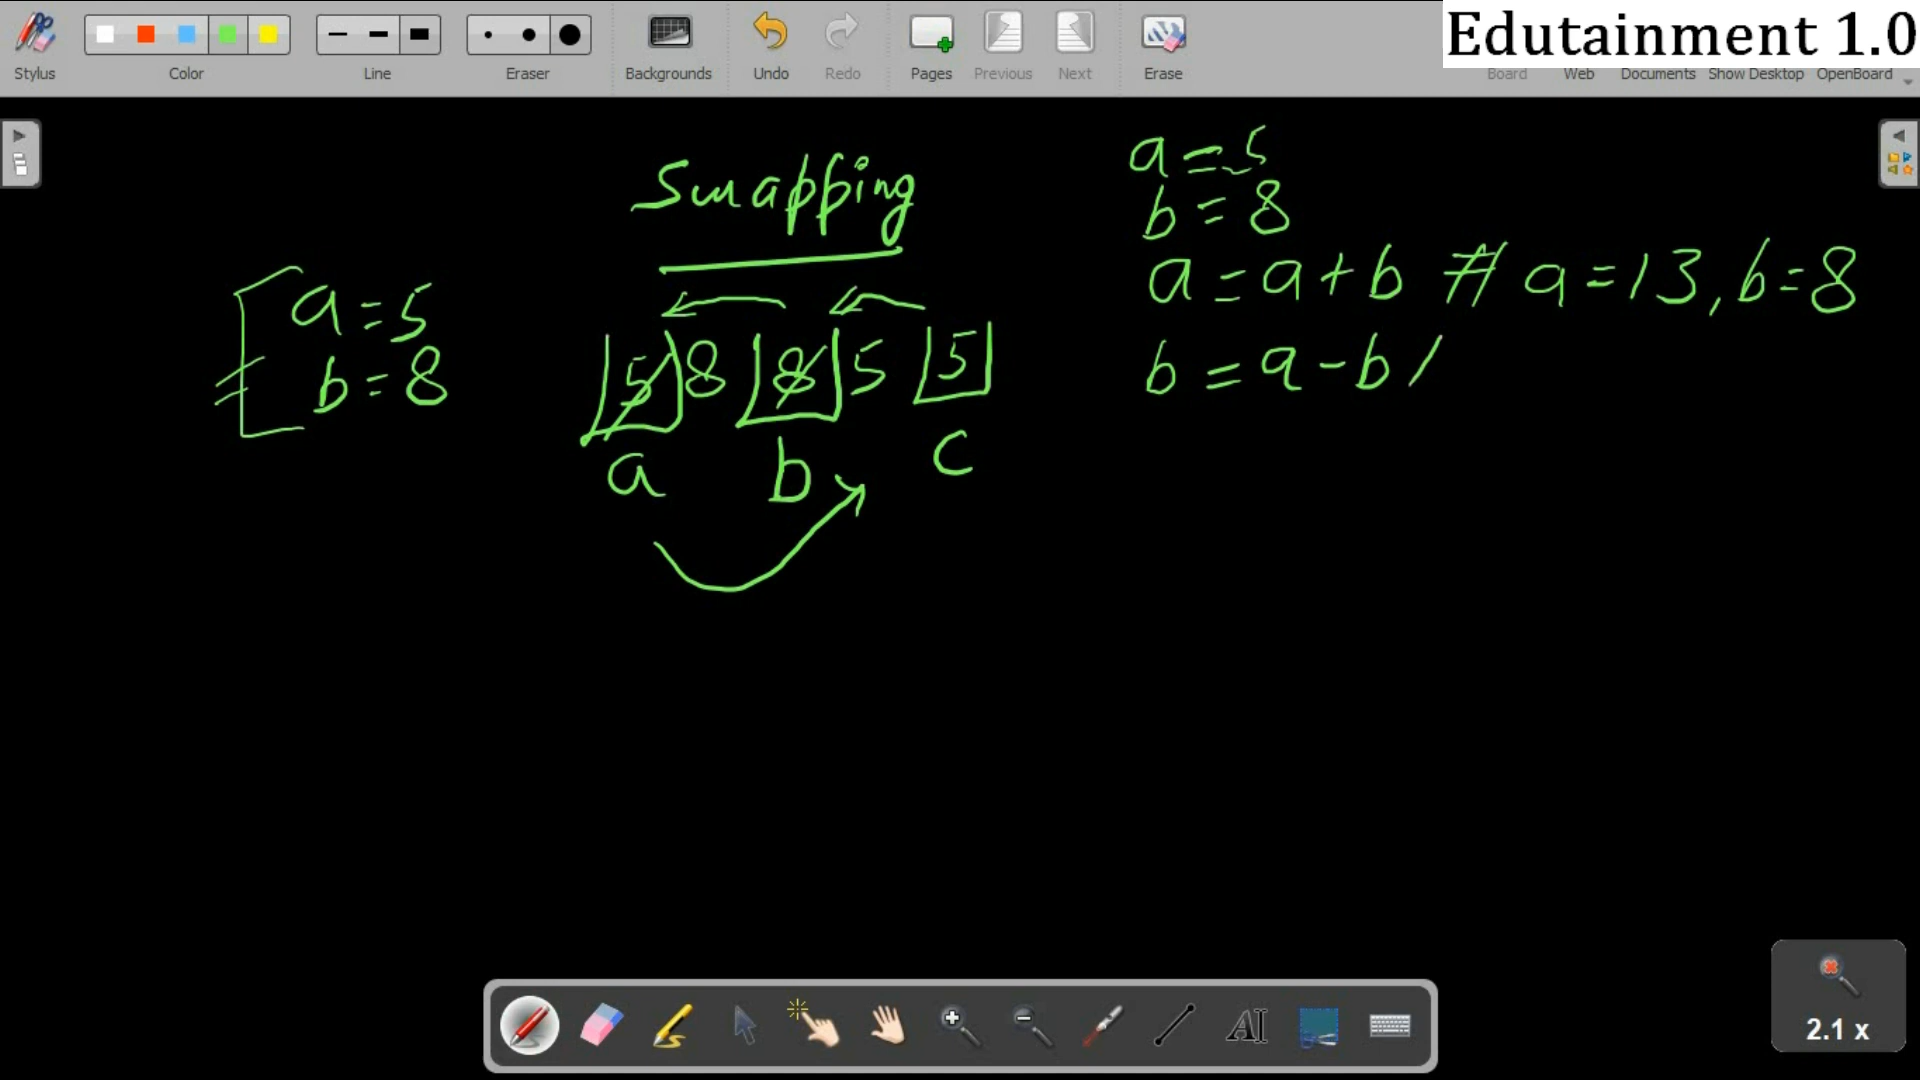 Edutainment 1.0
Stylus Color Line Eraser Backgrounds Undo Redo Pages Previous Next Erase Board Web Documents Show Desktop OpenBoard
Swapping
a=5
b=8
5 8 8 5 5
a b c
a=5
b=8
a=a+b # a=13, b=8
b=a-b /
2.1 x